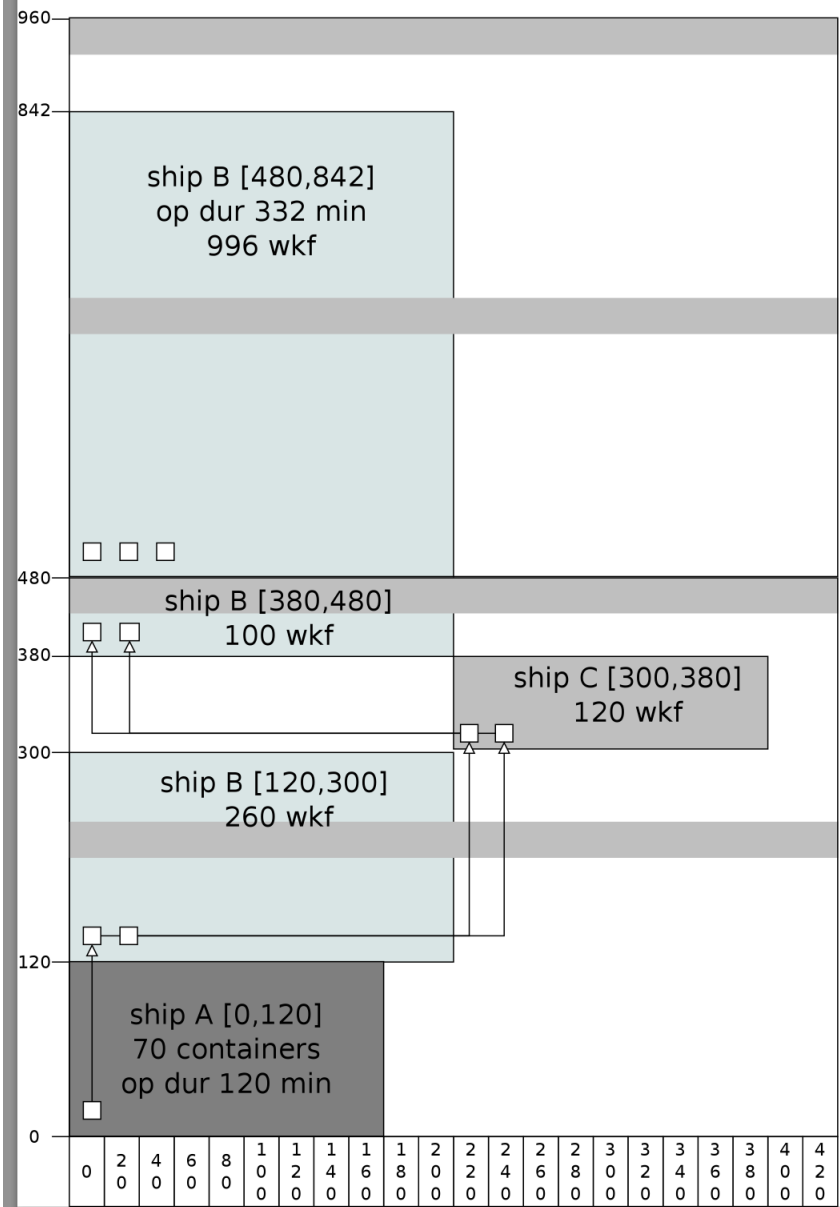 960
842
ship B [480,842]
op dur 332 min
996 wkf
480
ship B [380,480]
100 wkf
380
ship C [300,380]
120 wkf
300
ship B [120,300]
260 wkf
120
ship A [0,120]
70 containers
op dur 120 min
0
0 20 40 60 80 100 120 140 160 180 200 220 240 260 280 300 320 340 360 380 400 420